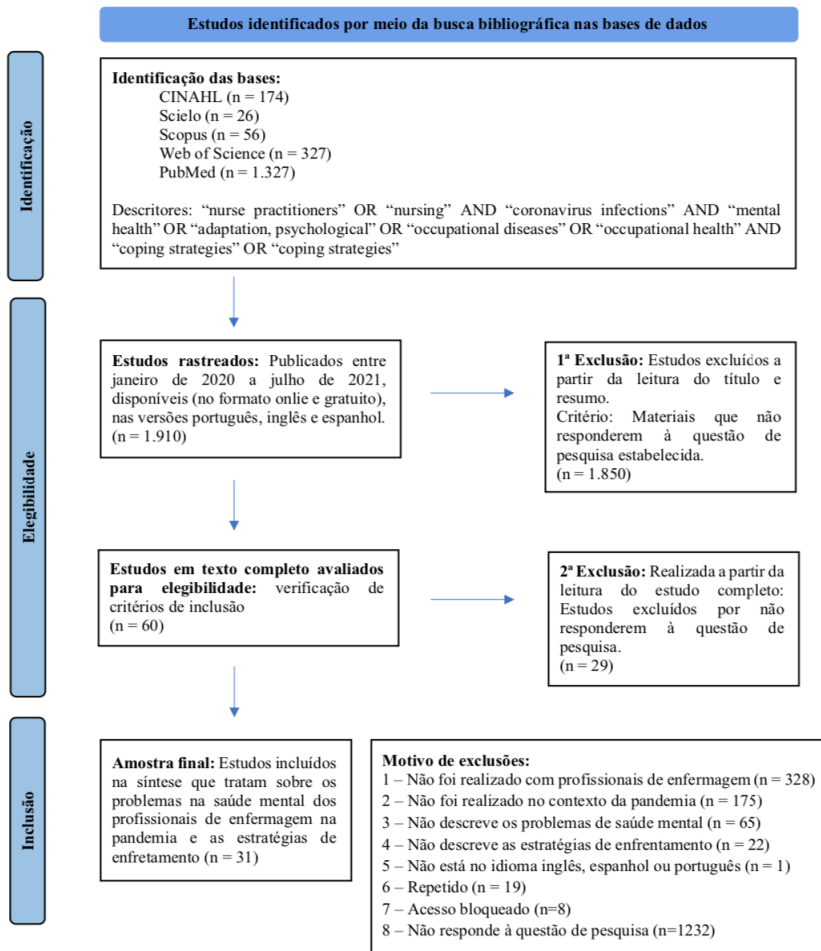 Estudos identificados por meio da busca bibliográfica nas bases de dados
Identificação
Identificação das bases:
CINAHL (n = 174)
Scielo (n = 26)
Scopus (n = 56)
Web of Science (n = 327)
PubMed (n = 1.327)
Descritores: “nurse practitioners” OR “nursing” AND “coronavirus infections” AND “mental
health” OR “adaptation, psychological” OR “occupational diseases” OR “occupational health” AND
“coping strategies” OR “coping strategies”
Elegibilidade
Estudos rastreados: Publicados entre
janeiro de 2020 a julho de 2021,
disponíveis (no formato onlie e gratuito),
nas versões português, inglês e espanhol.
(n = 1.910)
1ª Exclusão: Estudos excluídos a
partir da leitura do título e
resumo.
Critério: Materiais que não
responderem à questão de
pesquisa estabelecida.
(n = 1.850)
Estudos em texto completo avaliados
para elegibilidade: verificação de
critérios de inclusão
(n = 60)
2ª Exclusão: Realizada a partir da
leitura do estudo completo:
Estudos excluídos por não
responderem à questão de
pesquisa.
(n = 29)
Inclusão
Amostra final: Estudos incluídos
na síntese que tratam sobre os
problemas na saúde mental dos
profissionais de enfermagem na
pandemia e as estratégias de
enfretamento (n = 31)
Motivo de exclusões:
1 – Não foi realizado com profissionais de enfermagem (n = 328)
2 – Não foi realizado no contexto da pandemia (n = 175)
3 – Não descreve os problemas de saúde mental (n = 65)
4 – Não descreve as estratégias de enfrentamento (n = 22)
5 – Não está no idioma inglês, espanhol ou português (n = 1)
6 – Repetido (n = 19)
7 – Acesso bloqueado (n=8)
8 – Não responde à questão de pesquisa (n=1232)